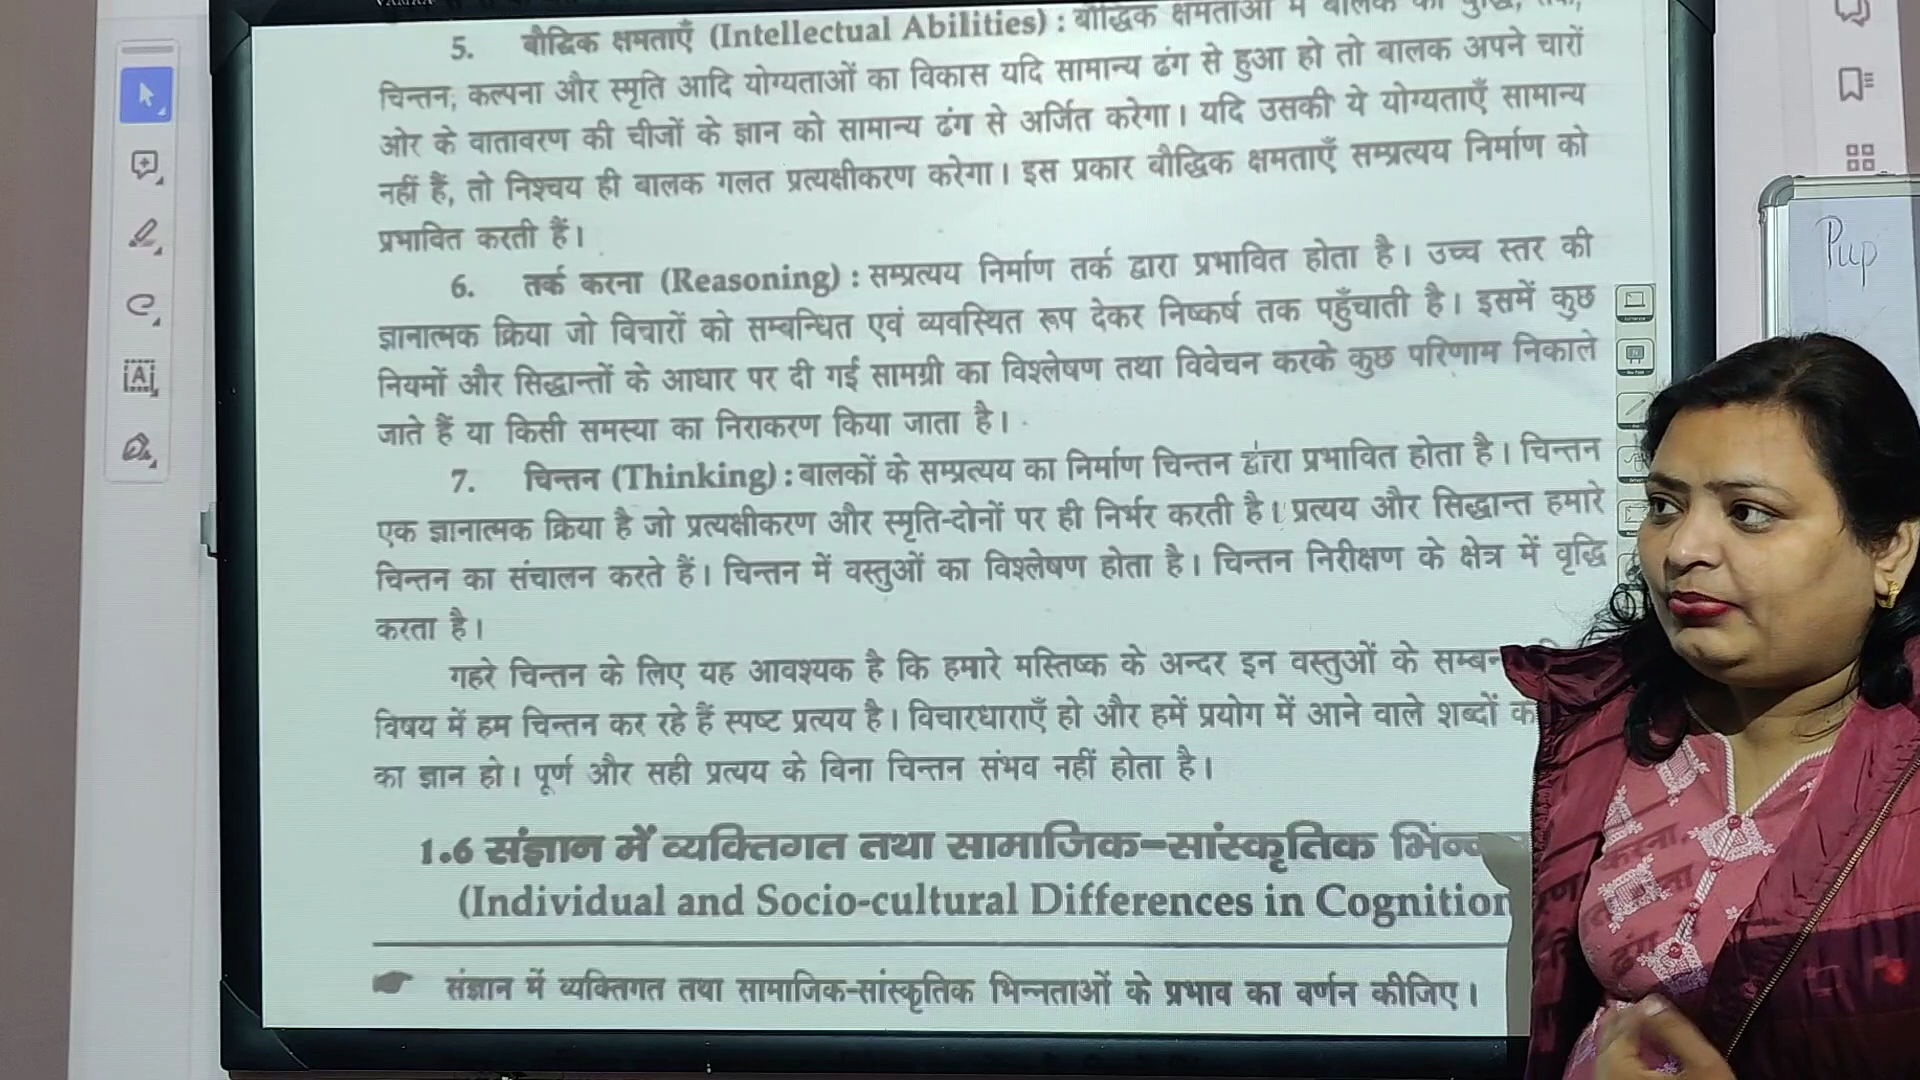 5. बौद्धिक क्षमताएँ (Intellectual Abilities) : बौद्धिक क्षमताओं में बालक की बुद्धि,
चिन्तन, कल्पना और स्मृति आदि योग्यताओं का विकास यदि सामान्य ढंग से हुआ हो तो बालक अपने चारों
ओर के वातावरण की चीजों के ज्ञान को सामान्य ढंग से अर्जित करेगा। यदि उसकी ये योग्यताएँ सामान्य
नहीं हैं, तो निश्चय ही बालक गलत प्रत्यक्षीकरण करेगा। इस प्रकार बौद्धिक क्षमताएँ सम्प्रत्यय निर्माण को
प्रभावित करती हैं।
6. तर्क करना (Reasoning) : सम्प्रत्यय निर्माण तर्क द्वारा प्रभावित होता है। उच्च स्तर की
ज्ञानात्मक क्रिया जो विचारों को सम्बन्धित एवं व्यवस्थित रूप देकर निष्कर्ष तक पहुँचाती है। इसमें कुछ
नियमों और सिद्धान्तों के आधार पर दी गई सामग्री का विश्लेषण तथा विवेचन करके कुछ परिणाम निकाले
जाते हैं या किसी समस्या का निराकरण किया जाता है।
7. चिन्तन (Thinking) : बालकों के सम्प्रत्यय का निर्माण चिन्तन द्वारा प्रभावित होता है। चिन्तन
एक ज्ञानात्मक क्रिया है जो प्रत्यक्षीकरण और स्मृति-दोनों पर ही निर्भर करती है। प्रत्यय और सिद्धान्त हमारे
चिन्तन का संचालन करते हैं। चिन्तन में वस्तुओं का विश्लेषण होता है। चिन्तन निरीक्षण के क्षेत्र में वृद्धि
करता है।
गहरे चिन्तन के लिए यह आवश्यक है कि हमारे मस्तिष्क के अन्दर इन वस्तुओं के
विषय में हम चिन्तन कर रहे हैं स्पष्ट प्रत्यय है। विचारधाराएँ हो और हमें प्रयोग में आने वाले शब्दों
का ज्ञान हो। पूर्ण और सही प्रत्यय के बिना चिन्तन संभव नहीं होता है।
1.6 संज्ञान में व्यक्तिगत तथा सामाजिक-सांस्कृतिक
(Individual and Socio-cultural Differences in Cognition
संज्ञान में व्यक्तिगत तथा सामाजिक-सांस्कृतिक भिन्नताओं के प्रभाव का वर्णन कीजिए।
Pup